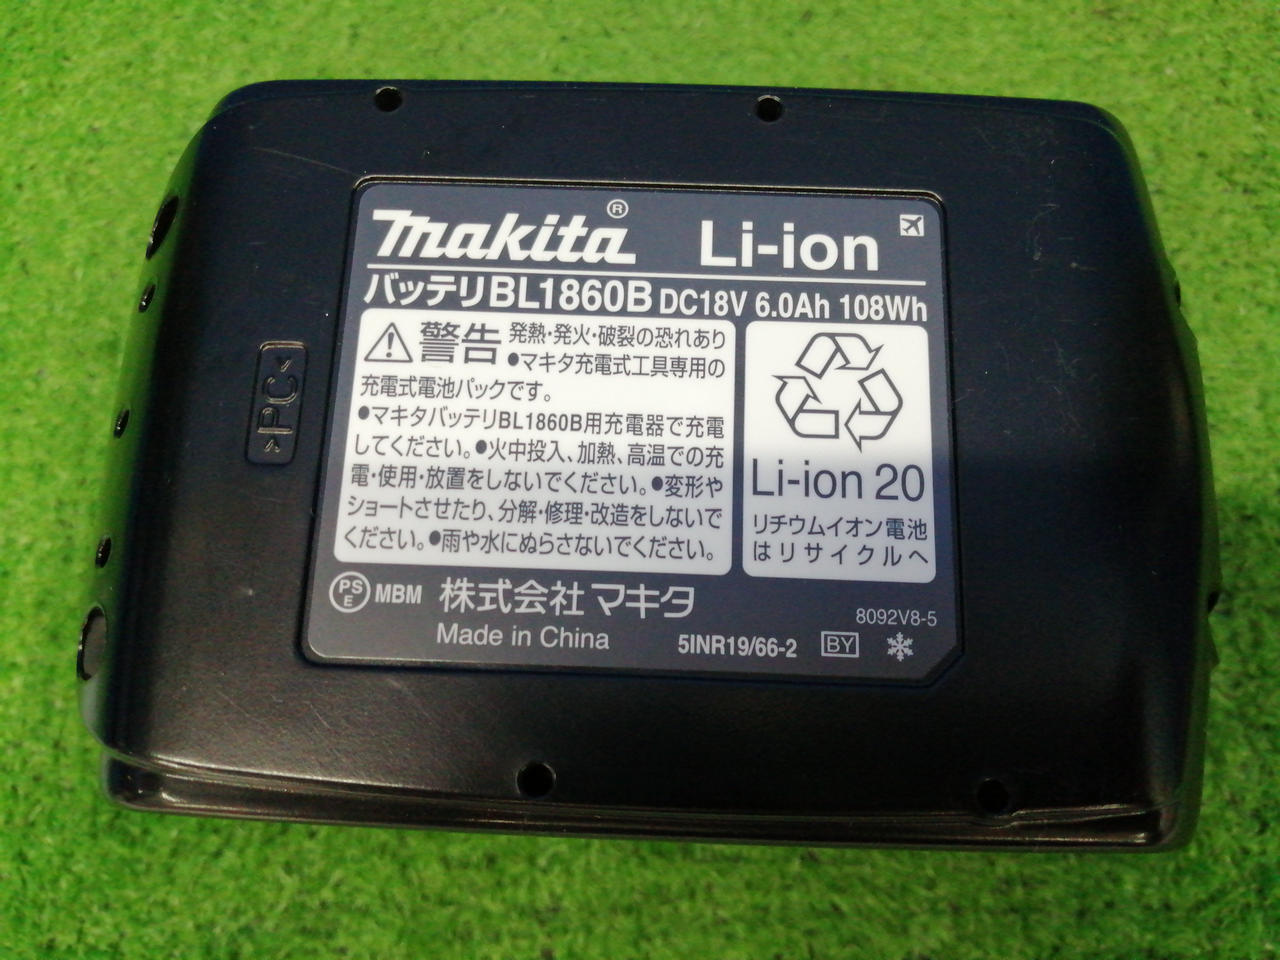 makita® Li-ion
バッテリBL1860B DC18V 6.0Ah 108Wh
警告 発熱・発火・破裂の恐れあり
●マキタ充電式工具専用の
充電式電池パックです。
●マキタバッテリBL1860B用充電器で充電
してください。●火中投入、加熱、高温での充
電・使用・放置をしないでください。●変形や
ショートさせたり、分解・修理・改造をしないで
ください。●雨や水にぬらさないでください。
Li-ion 20
リチウムイオン電池
はリサイクルへ
PS
E MBM 株式会社マキタ
8092V8-5
Made in China
5INR19/66-2 BY
>PC<